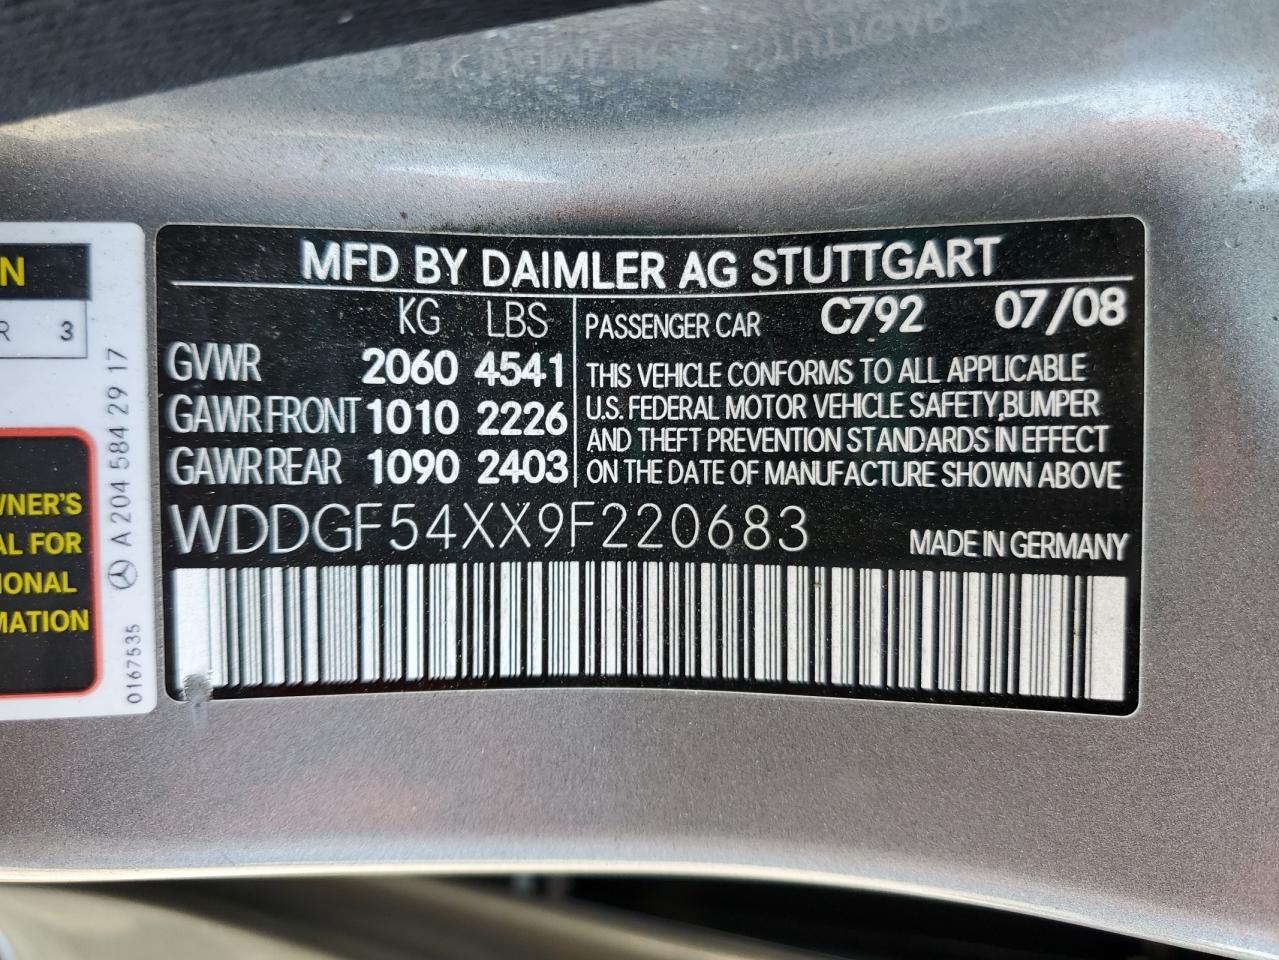 MFD BY DAIMLER AG STUTTGART
KG LBS
GVWR 2060 4541
GAWR FRONT 1010 2226
GAWR REAR 1090 2403
PASSENGER CAR C792 07/08
THIS VEHICLE CONFORMS TO ALL APPLICABLE
U.S. FEDERAL MOTOR VEHICLE SAFETY,BUMPER
AND THEFT PREVENTION STANDARDS IN EFFECT
ON THE DATE OF MANUFACTURE SHOWN ABOVE
WDDGF54XX9F220683
MADE IN GERMANY
N
R 3
WNER'S
AL FOR
IONAL
MATION
A 204 584 29 17
0167535